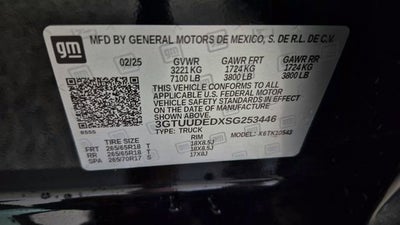 gm
MFD BY GENERAL MOTORS DE MEXICO, S. DE R.L. DE C.V.
02/25 GVWR GAWR FRT GAWR RR
3221 KG 1724 KG 1724 KG
7100 LB 3800 LB 3800 LB
THIS VEHICLE CONFORMS TO ALL
APPLICABLE U.S. FEDERAL MOTOR
VEHICLE SAFETY STANDARDS IN
EFFECT ON THE DATE OF
MANUFACTURE SHOWN ABOVE.
3GTUUDEDXSG253446
TYPE: TRUCK MODEL: X6TK10543
TIRE SIZE RIM
FRT 265/65R18 T 18X8.5J
RR 265/65R18 T 18X8.5J
SPA 265/70R17 S 17X8J